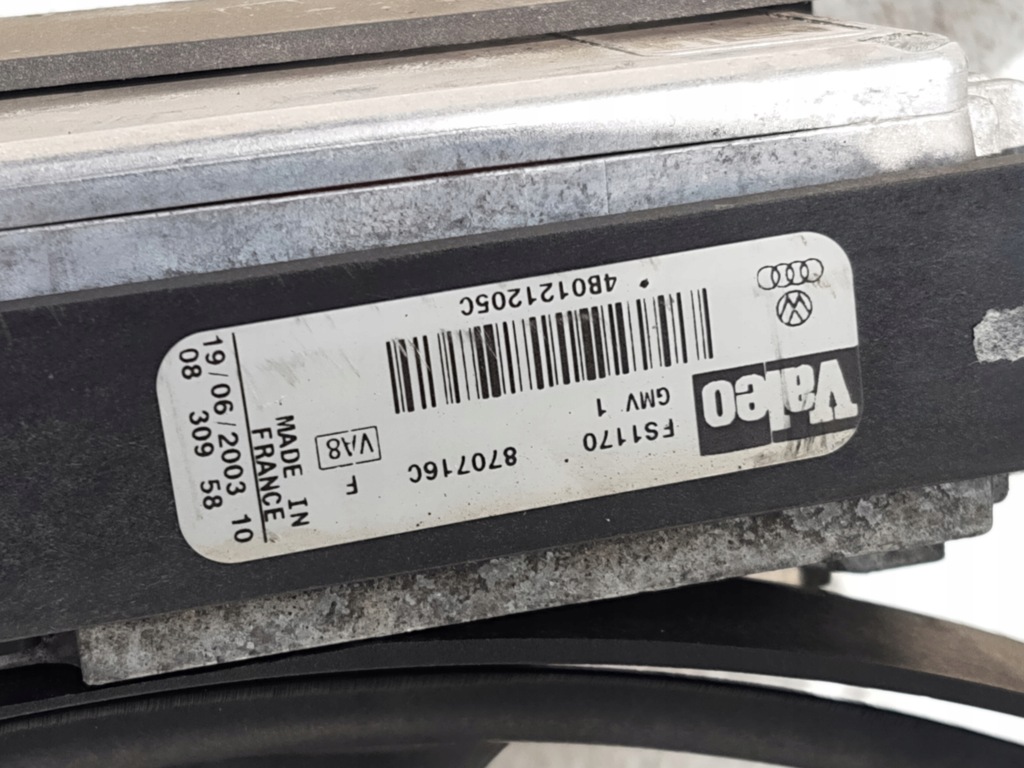 Valeo
FS1170
GMV 1
870716C
4B0121205C
F
VA8
MADE IN
FRANCE
19/06/2003 10
08 309 58